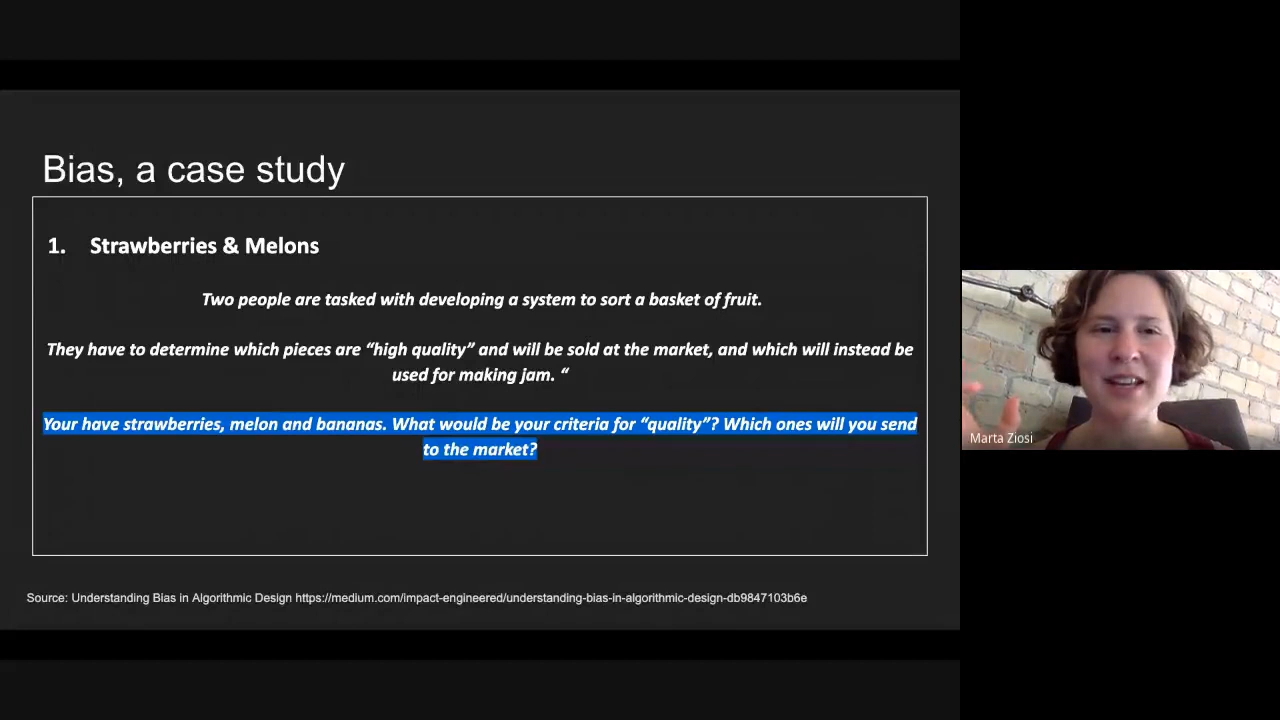 Bias, a case study
1. Strawberries & Melons
Two people are tasked with developing a system to sort a basket of fruit.
They have to determine which pieces are “high quality” and will be sold at the market, and which will instead be
used for making jam. “
Your have strawberries, melon and bananas. What would be your criteria for “quality”? Which ones will you send
to the market?
Marta Ziosi
Source: Understanding Bias in Algorithmic Design https://medium.com/impact-engineered/understanding-bias-in-algorithmic-design-db9847103b6e